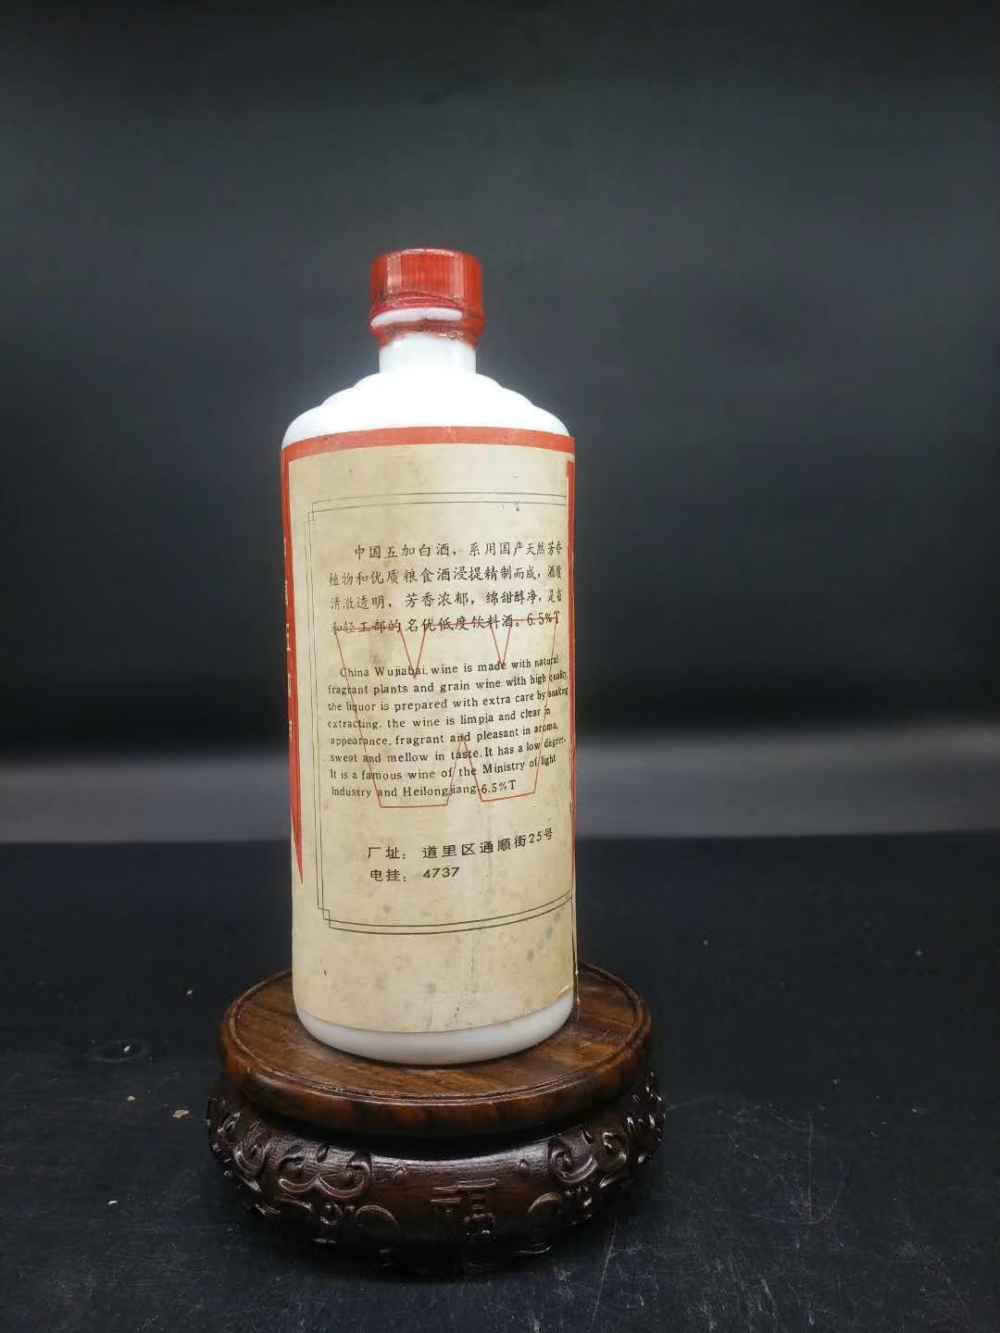 中国五加白酒，系用国产天然芳香
植物和优质粮食酒浸提精制而成，酒度
清澈透明，芳香浓郁，绵甜醇净，是省
和轻工部的名优低度饮料酒。6.5%T
China Wujiabai wine is made with natural
fragrant plants and grain wine with high quality,
the liquor is prepared with extra care by soaking
extracting, the wine is limpia and clear in
appearance, fragrant and pleasant in aroma,
sweat and mellow in taste. It has a low degree.
It is a famous wine of the Ministry of light
Industry and Heilongjiang 6.5%T
厂址： 道里区通顺街25号
电挂： 4737